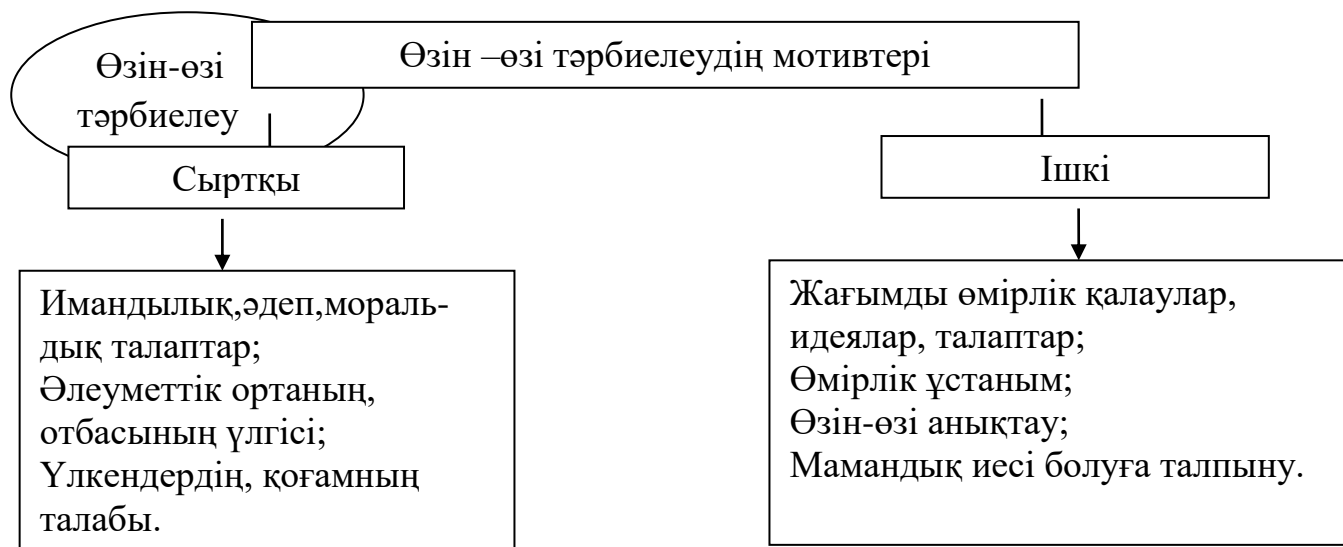 Өзін-өзі
тәрбиелеу
Өзін –өзі тәрбиелеудің мотивтері
Сыртқы
Ішкі
Имандылық,әдеп,мораль-
дық талаптар;
Әлеуметтік ортаның,
отбасының үлгісі;
Үлкендердің, қоғамның
талабы.
Жағымды өмірлік қалаулар,
идеялар, талаптар;
Өмірлік ұстаным;
Өзін-өзі анықтау;
Мамандық иесі болуға талпыну.